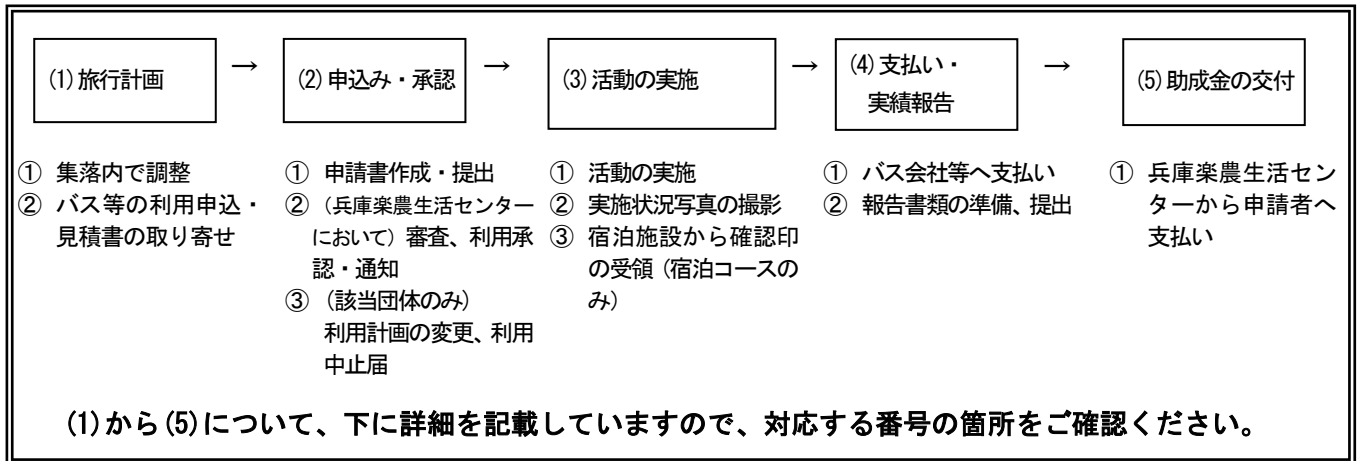 (1)旅行計画 → (2)申込み・承認 → (3)活動の実施 → (4)支払い・実績報告 → (5)助成金の交付
① 集落内で調整
② バス等の利用申込・
見積書の取り寄せ
① 申請書作成・提出
② (兵庫楽農生活センター
において)審査、利用承
認・通知
③ (該当団体のみ)
利用計画の変更、利用
中止届
① 活動の実施
② 実施状況写真の撮影
③ 宿泊施設から確認印
の受領(宿泊コースの
み)
① バス会社等へ支払い
② 報告書類の準備、提出
① 兵庫楽農生活セン
ターから申請者へ
支払い
(1)から(5)について、下に詳細を記載していますので、対応する番号の箇所をご確認ください。